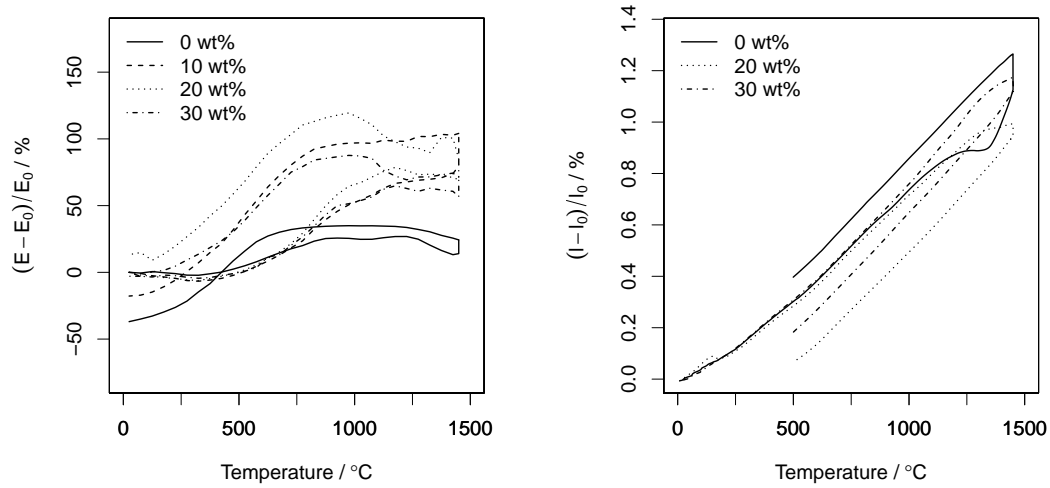 0 wt%
10 wt%
20 wt%
30 wt%
(E − E0)/E0 / %
150
100
50
0
−50
0
500
1000
1500
Temperature / °C
0 wt%
20 wt%
30 wt%
(l − l0)/l0 / %
1.4
1.2
1.0
0.8
0.6
0.4
0.2
0.0
0
500
1000
1500
Temperature / °C